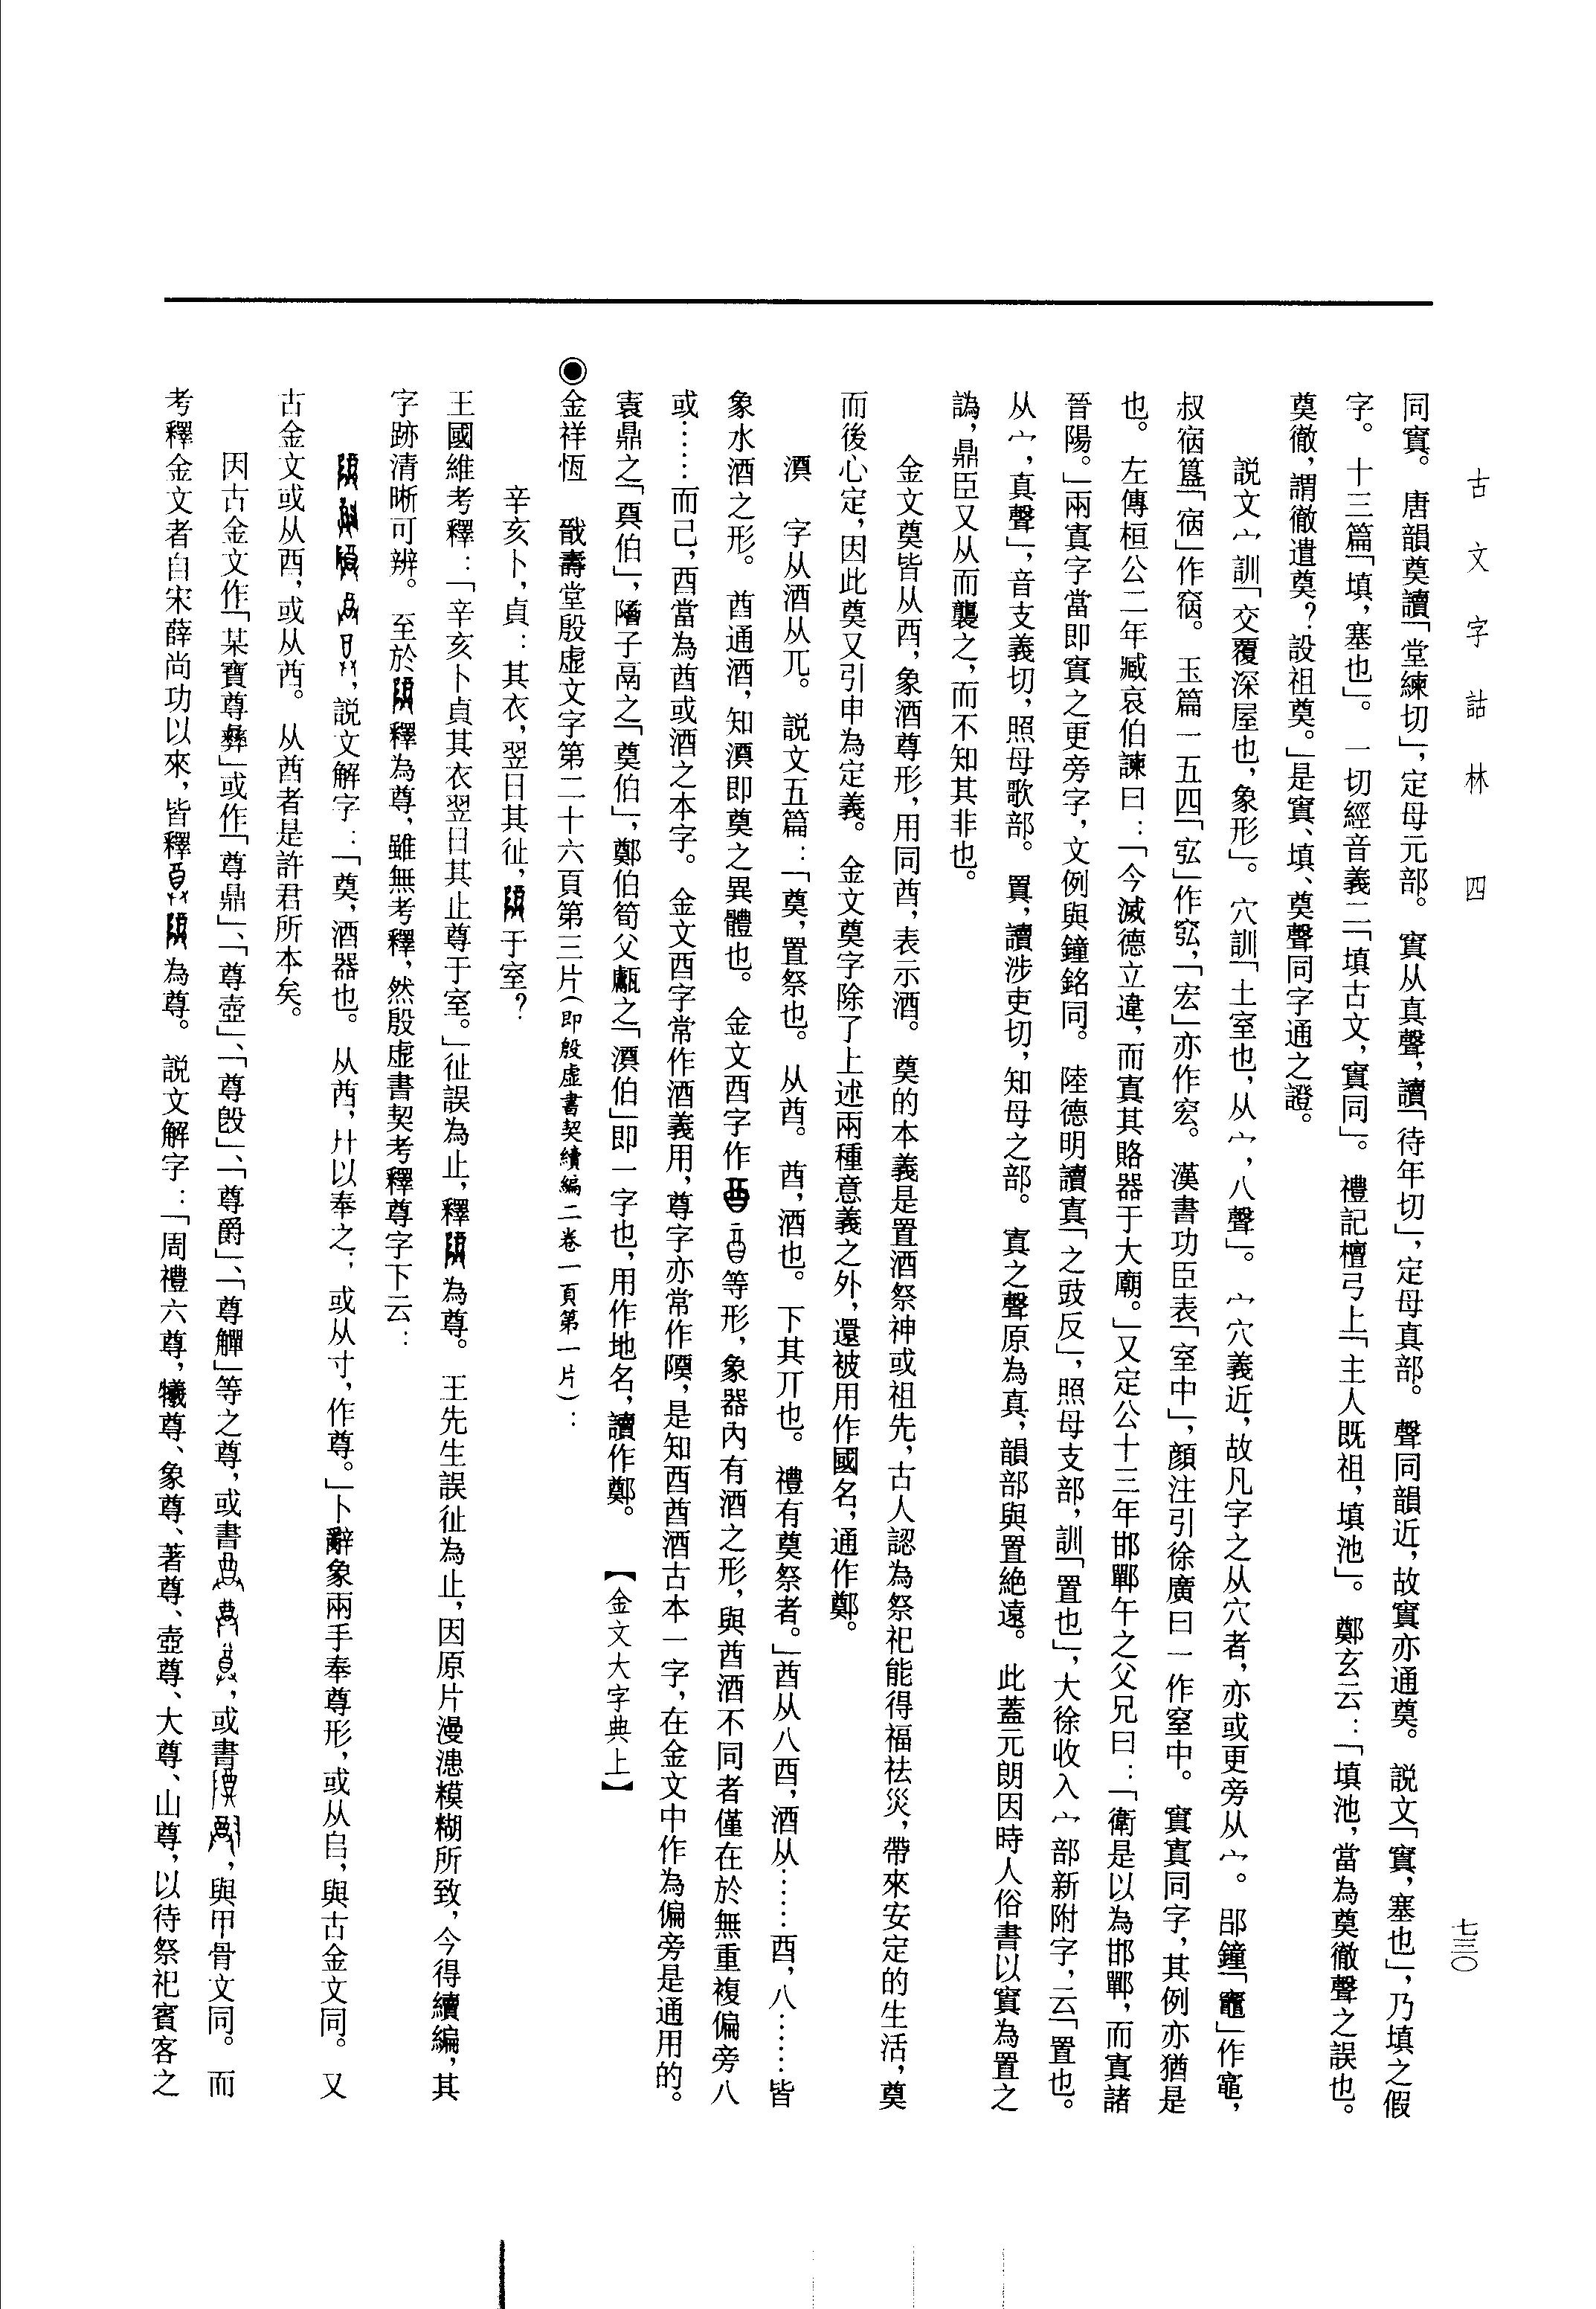 古文字詁林 四
七三〇
同窴。唐韻奠讀「堂練切」，定母元部。窴从真聲，讀「待年切」，定母真部。聲同韻近，故窴亦通奠。説文「窴，塞也」，乃填之假
字。十三篇「填，塞也」。一切經音義二「填古文，窴同」。禮記檀弓上「主人既祖，填池」。鄭玄云：「填池，當為奠徹聲之誤也。
奠徹，謂徹遣奠？設祖奠。」是窴、填、奠聲同字通之證。
説文宀訓「交覆深屋也，象形」。穴訓「土室也，从宀，八聲」。宀穴義近，故凡字之从穴者，亦或更旁从宀。郘鐘「竈」作寵，
叔㝛簋「㝛」作窉。玉篇一五四「宖」作窂，「宏」亦作宏。漢書功臣表「室中」，顔注引徐廣曰一作窒中。窴寘同字，其例亦猶是
也。左傳桓公二年臧哀伯諫曰：「今滅德立違，而寘其賂器于大廟。」又定公十三年邯鄲午之父兄曰：「衛是以為邯鄲，而寘諸
晉陽。」兩寘字當即窴之更旁字，文例與鐘銘同。陸德明讀寘「之豉反」，照母支部，訓「置也」，大徐收入宀部新附字，云「置也。
从宀，真聲」，音支義切，照母歌部。置，讀涉吏切，知母之部。寘之聲原為真，韻部與置絶遠。此蓋元朗因時人俗書以窴為置之
譌，鼎臣又从而襲之，而不知其非也。
金文奠皆从酉，象酒尊形，用同酋，表示酒。奠的本義是置酒祭神或祖先，古人認為祭祀能得福祛災，帶來安定的生活，奠
而後心定，因此奠又引申為定義。金文奠字除了上述兩種意義之外，還被用作國名，通作鄭。
字从酒从丌。説文五篇：「奠，置祭也。从酋。酋，酒也。下其丌也。禮有奠祭者。」酋从八酉，酒从……酉，八……皆
象水酒之形。酋通酒，知即奠之異體也。金文酉字作等形，象器內有酒之形，與酋酒不同者僅在於無重複偏旁八
或……而已，酉當為酋或酒之本字。金文酉字常作酒義用，尊字亦常作䔿，是知酉酋酒古本一字，在金文中作為偏旁是通用的。
㝨鼎之「奠伯」，子鬲之「奠伯」，鄭伯筍父甗之「伯」即一字也，用作地名，讀作鄭。【金文大字典上】
◉金祥恆 戩壽堂殷虚文字第二十六頁第三片（即殷虚書契續編二卷一頁第一片）：
辛亥卜，貞：其衣，翌日其㢟，于室？
王國維考釋：「辛亥卜貞其衣翌日其止尊于室。」㢟誤為止，釋為尊。王先生誤㢟為止，因原片漫漶糢糊所致，今得續編，其
字跡清晰可辨。至於釋為尊，雖無考釋，然殷虚書契考釋尊字下云：
，説文解字：「奠，酒器也。从酋，廾以奉之；或从寸，作尊。」卜辭象兩手奉尊形，或从𠂤，與古金文同。又
古金文或从酉，或从酋。从酋者是許君所本矣。
因古金文作「某寶尊彝」或作「尊鼎」、「尊壺」、「尊𣪘」、「尊爵」、「尊觶」等之尊，或書，或書，與甲骨文同。而
考釋金文者自宋薛尚功以來，皆釋為尊。説文解字：「周禮六尊，犧尊、象尊、著尊、壺尊、大尊、山尊，以待祭祀賓客之